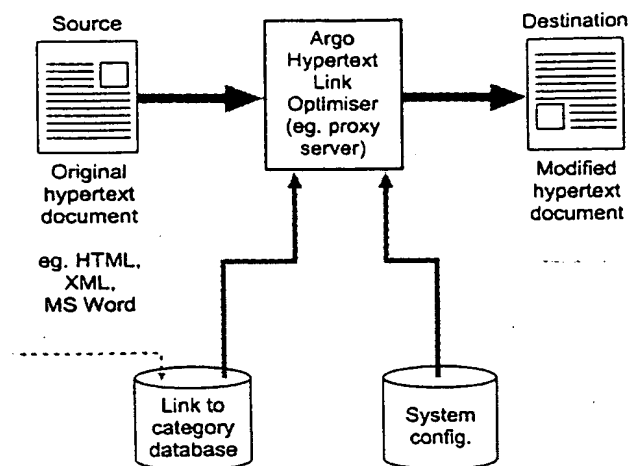 Source
Original
hypertext
document
eg. HTML,
XML,
MS Word
Argo
Hypertext
Link
Optimiser
(eg. proxy
server)
Destination
Modified
hypertext
document
Link to
category
database
System
config.